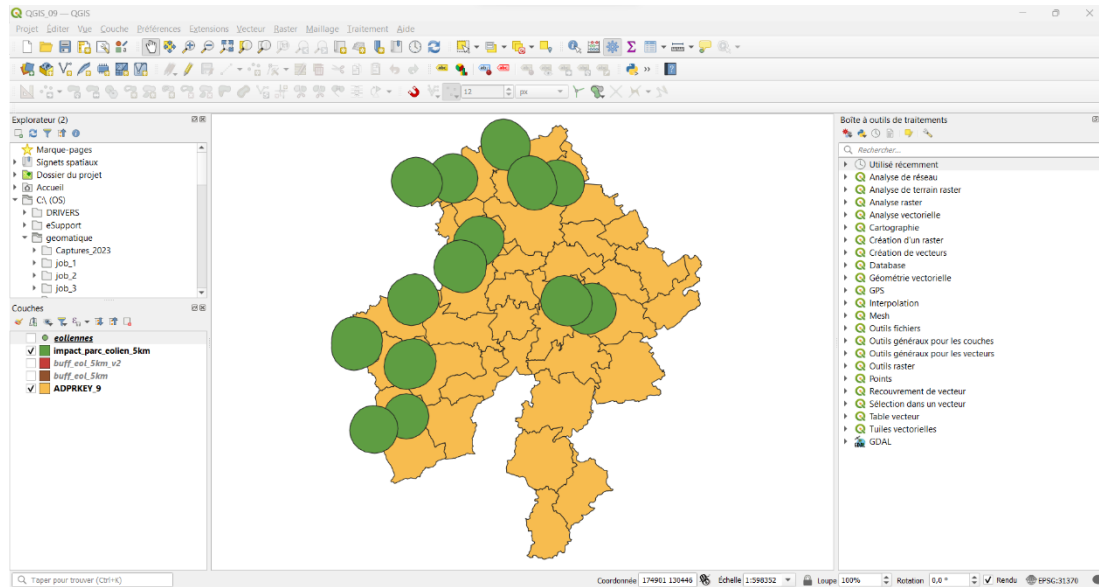 QGIS_09 — QGIS
Projet Éditer Vue Couche Préférences Extensions Vecteur Raster Maillage Traitement Aide
12 px
Explorateur (2)
Marque-pages
Signets spatiaux
Dossier du projet
Accueil
C:\ (OS)
DRIVERS
eSupport
geomatique
Captures_2023
job_1
job_2
job_3
Couches
eoliennes
impact_parc_eolien_5km
buff_eol_5km_v2
buff_eol_5km
ADPRKEY_9
Boîte à outils de traitements
Rechercher...
Utilisé récemment
Analyse de réseau
Analyse de terrain raster
Analyse raster
Analyse vectorielle
Cartographie
Création d'un raster
Création de vecteurs
Database
Géométrie vectorielle
GPS
Interpolation
Mesh
Outils fichiers
Outils généraux pour les couches
Outils généraux pour les vecteurs
Outils raster
Points
Recouvrement de vecteur
Sélection dans un vecteur
Table vecteur
Tuiles vectorielles
GDAL
Taper pour trouver (Ctrl+K)
Coordonnée 174901 130446 Échelle 1:598352 Loupe 100% Rotation 0,0 ° Rendu EPSG:31370